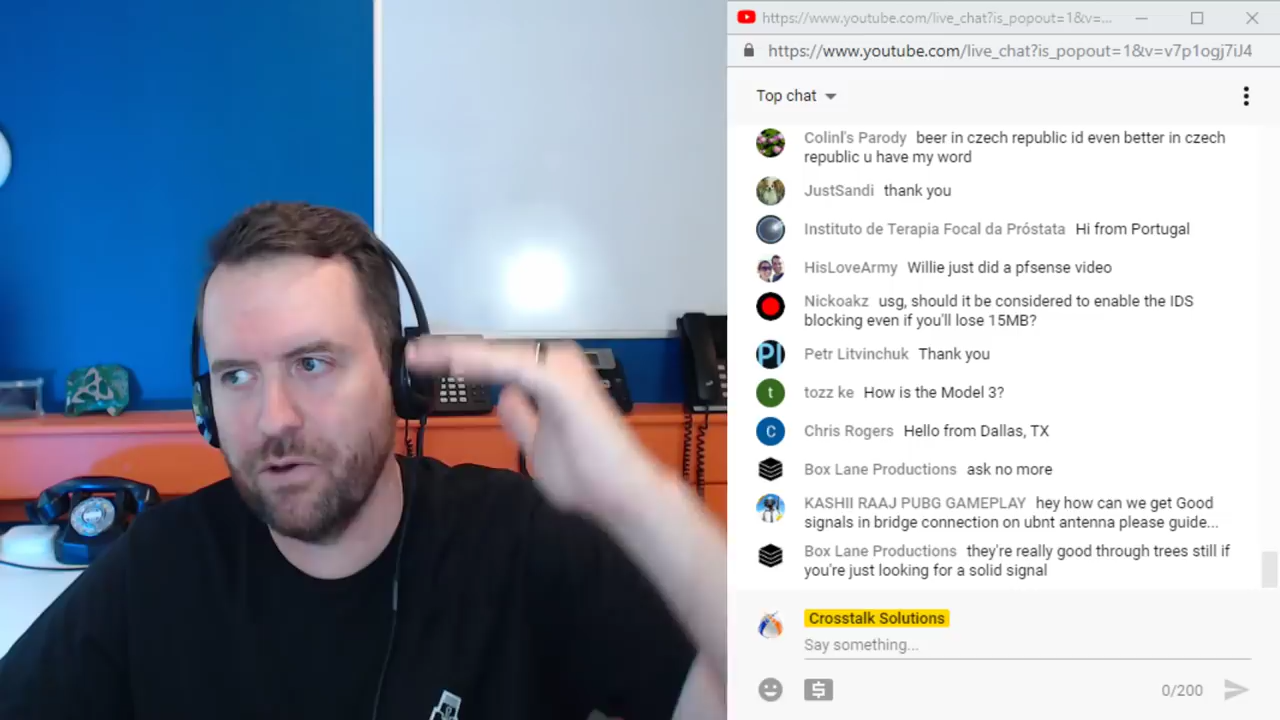 https://www.youtube.com/live_chat?is_popout=1&v=...
https://www.youtube.com/live_chat?is_popout=1&v=v7p1ogj7iJ4
Top chat
Colinl's Parody beer in czech republic id even better in czech
republic u have my word
JustSandi thank you
Instituto de Terapia Focal da Próstata Hi from Portugal
HisLoveArmy Willie just did a pfsense video
Nickoakz usg, should it be considered to enable the IDS
blocking even if you'll lose 15MB?
Petr Litvinchuk Thank you
tozz ke How is the Model 3?
Chris Rogers Hello from Dallas, TX
Box Lane Productions ask no more
KASHII RAAJ PUBG GAMEPLAY hey how can we get Good
signals in bridge connection on ubnt antenna please guide...
Box Lane Productions they're really good through trees still if
you're just looking for a solid signal
Crosstalk Solutions
Say something...
0/200